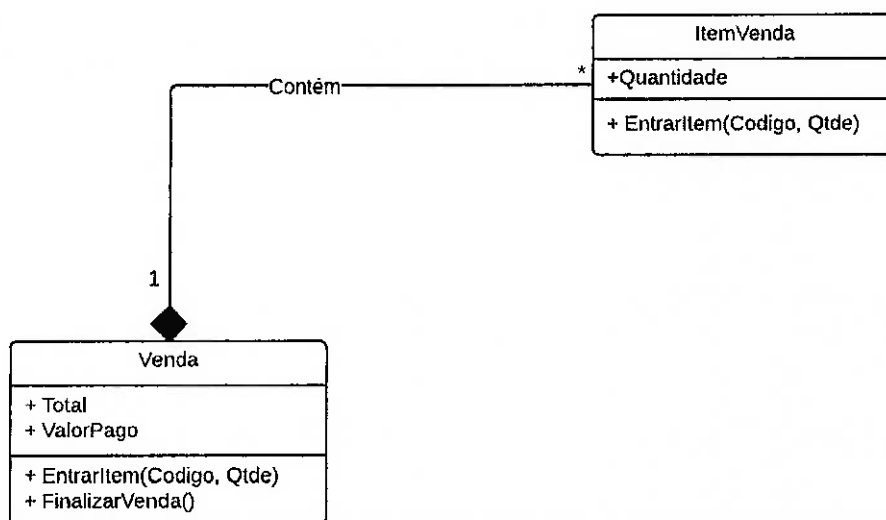 ItemVenda
+Quantidade
+ EntrarItem(Codigo, Qtde)
*
Contém
1
Venda
+ Total
+ ValorPago
+ EntrarItem(Codigo, Qtde)
+ FinalizarVenda()